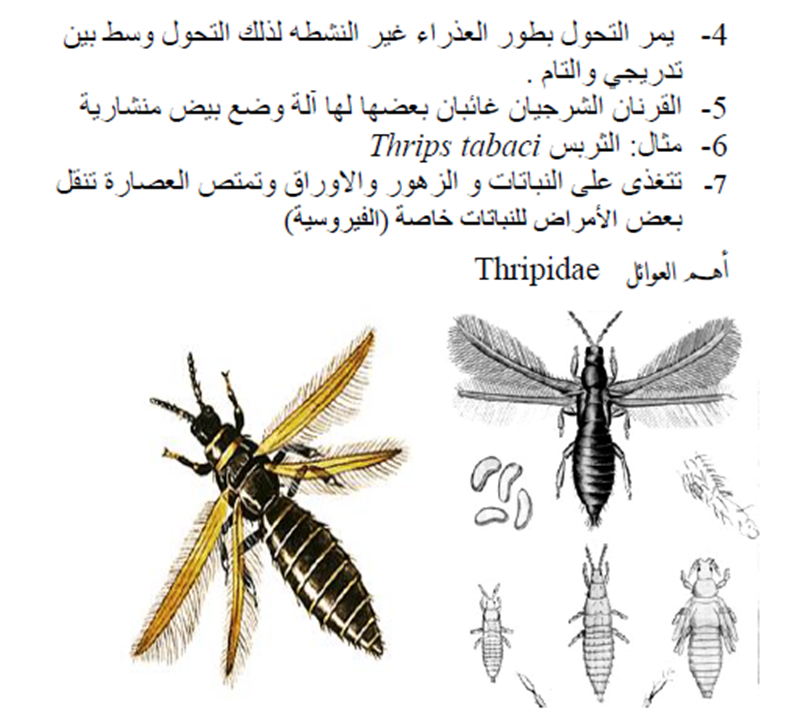 4- يمر التحول بطور العذراء غير النشطه لذلك التحول وسط بين
تدريجي والتام .
5- القرنان الشرجيان غائبان بعضها لها آلة وضع بيض منشارية
6- مثال: الثربس Thrips tabaci
7- تتغذى على النباتات و الزهور والاوراق وتمتص العصارة تنقل
بعض الأمراض للنباتات خاصة (الفيروسية)
أهم العوائل Thripidae